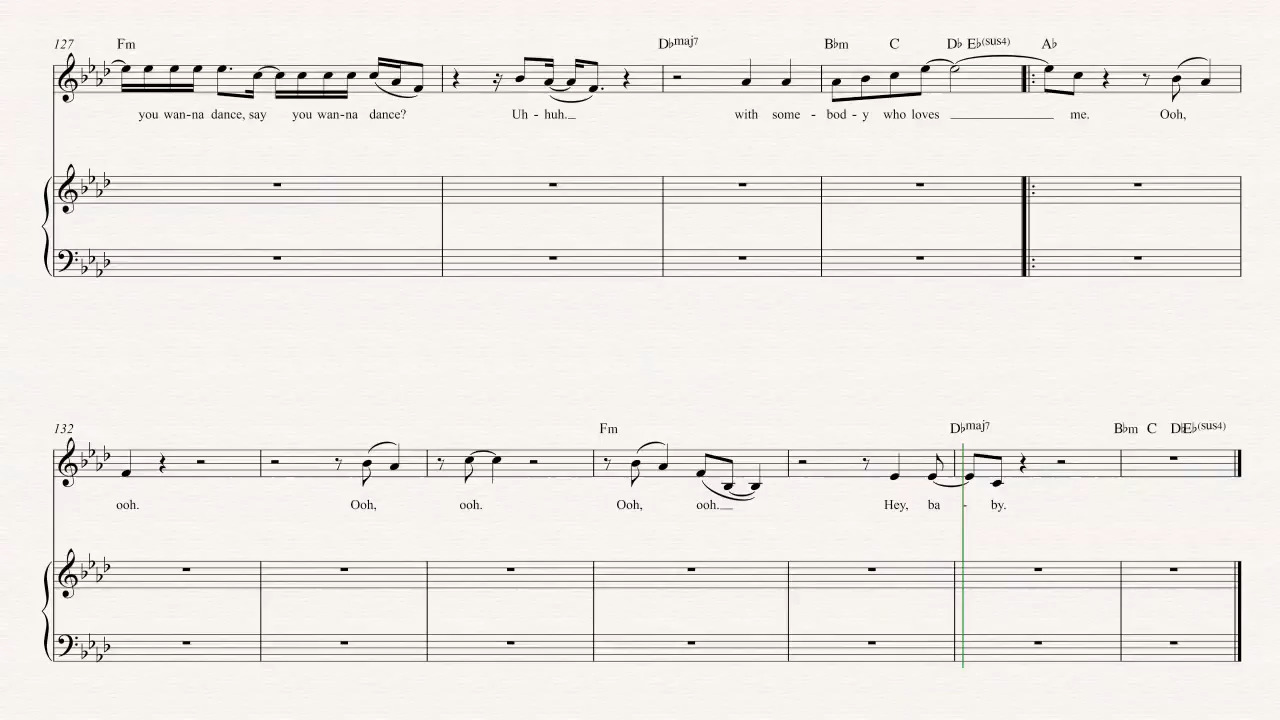 127 Fm D♭maj7 B♭m C D♭ E♭(sus4) A♭
you wan-na dance, say you wan-na dance? Uh - huh. with some - bod - y who loves me. Ooh,
132 Fm D♭maj7 B♭m C D♭E♭(sus4)
ooh. Ooh, ooh. Ooh, ooh. Hey, ba - by.